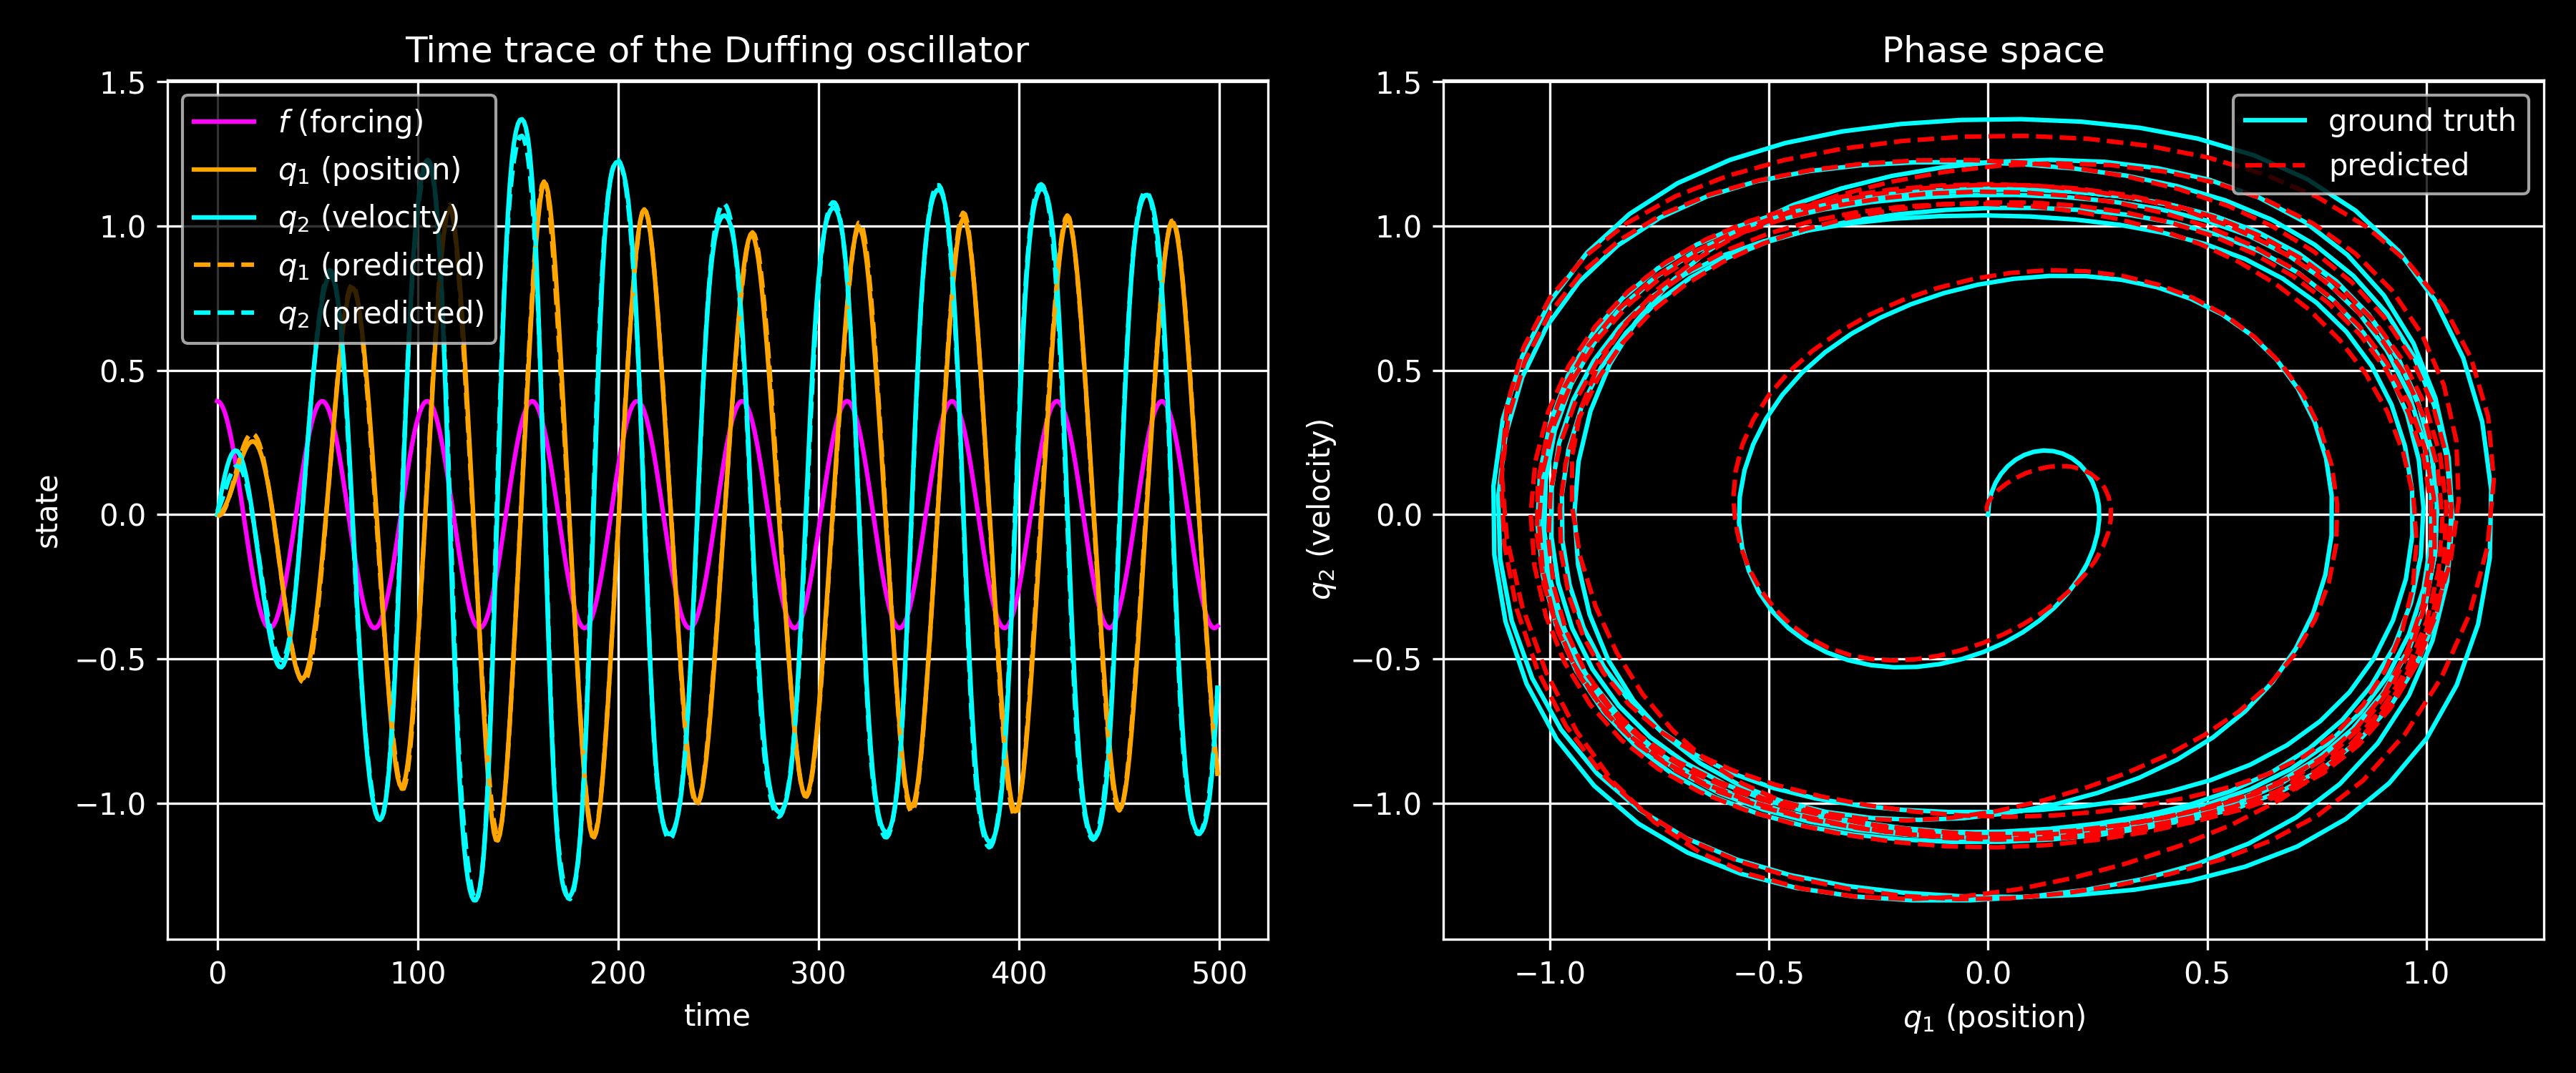 Time trace of the Duffing oscillator
1.5
1.0
0.5
0.0
−0.5
−1.0
state
f (forcing)
q₁ (position)
q₂ (velocity)
q₁ (predicted)
q₂ (predicted)
0 100 200 300 400 500
time
Phase space
1.5
1.0
0.5
0.0
−0.5
−1.0
q₂ (velocity)
ground truth
predicted
−1.0 −0.5 0.0 0.5 1.0
q₁ (position)